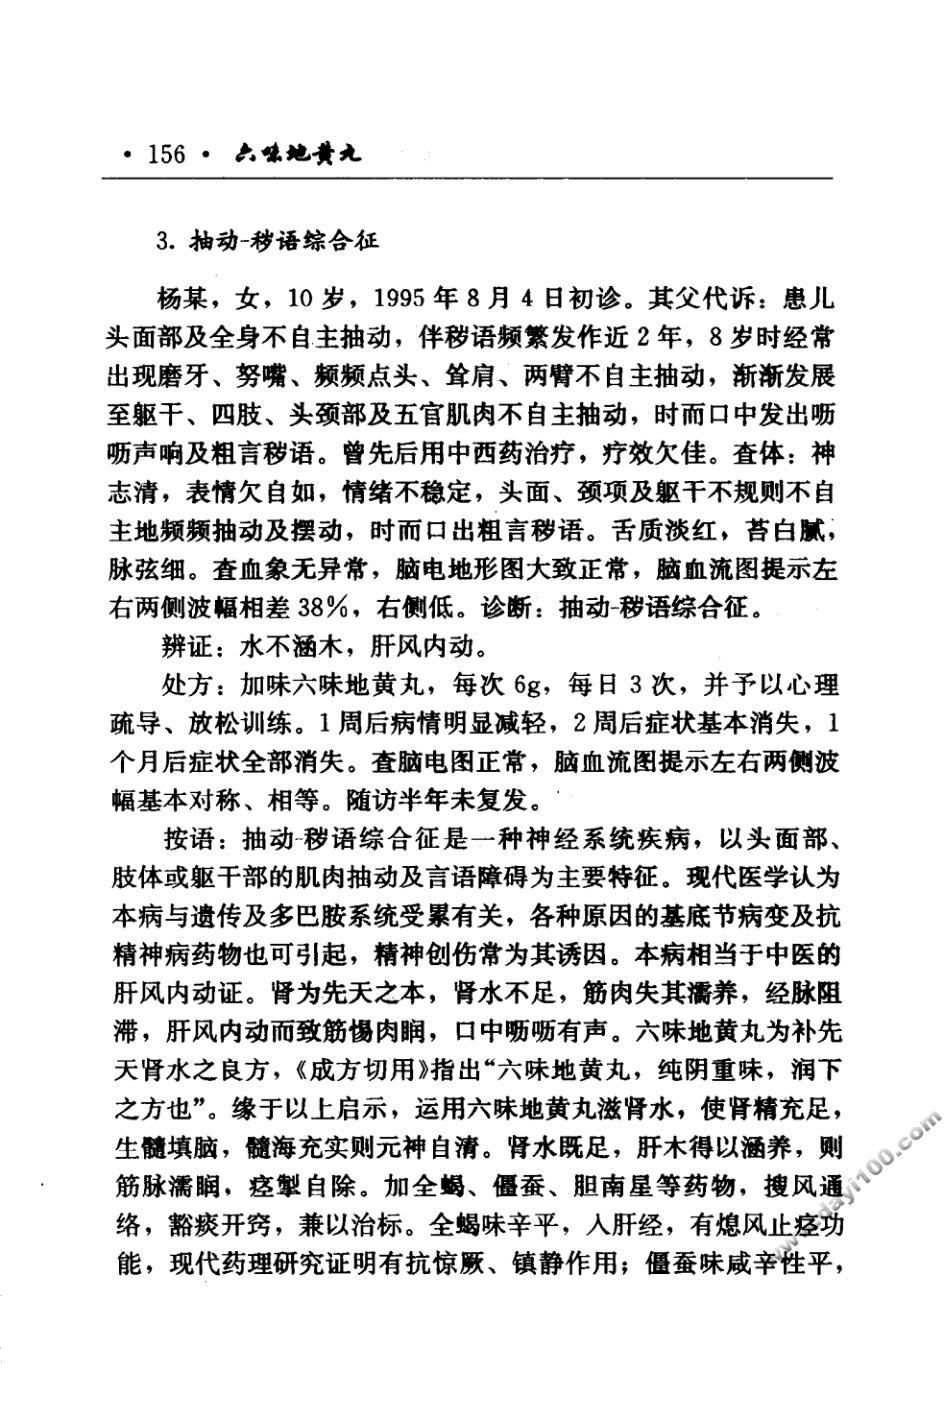 · 156 · 六味地黄丸
3. 抽动-秽语综合征
杨某，女，10 岁，1995 年 8 月 4 日初诊。其父代诉：患儿
头面部及全身不自主抽动，伴秽语频繁发作近 2 年，8 岁时经常
出现磨牙、努嘴、频频点头、耸肩、两臂不自主抽动，渐渐发展
至躯干、四肢、头颈部及五官肌肉不自主抽动，时而口中发出呖
呖声响及粗言秽语。曾先后用中西药治疗，疗效欠佳。查体：神
志清，表情欠自如，情绪不稳定，头面、颈项及躯干不规则不自
主地频频抽动及摆动，时而口出粗言秽语。舌质淡红，苔白腻，
脉弦细。查血象无异常，脑电地形图大致正常，脑血流图提示左
右两侧波幅相差 38%，右侧低。诊断：抽动-秽语综合征。
辨证：水不涵木，肝风内动。
处方：加味六味地黄丸，每次 6g，每日 3 次，并予以心理
疏导、放松训练。1 周后病情明显减轻，2 周后症状基本消失，1
个月后症状全部消失。查脑电图正常，脑血流图提示左右两侧波
幅基本对称、相等。随访半年未复发。
按语：抽动-秽语综合征是一种神经系统疾病，以头面部、
肢体或躯干部的肌肉抽动及言语障碍为主要特征。现代医学认为
本病与遗传及多巴胺系统受累有关，各种原因的基底节病变及抗
精神病药物也可引起，精神创伤常为其诱因。本病相当于中医的
肝风内动证。肾为先天之本，肾水不足，筋肉失其濡养，经脉阻
滞，肝风内动而致筋惕肉瞤，口中呖呖有声。六味地黄丸为补先
天肾水之良方，《成方切用》指出“六味地黄丸，纯阴重味，润下
之方也”。缘于以上启示，运用六味地黄丸滋肾水，使肾精充足，
生髓填脑，髓海充实则元神自清。肾水既足，肝木得以涵养，则
筋脉濡润，痉掣自除。加全蝎、僵蚕、胆南星等药物，搜风通
络，豁痰开窍，兼以治标。全蝎味辛平，入肝经，有熄风止痉功
能，现代药理研究证明有抗惊厥、镇静作用；僵蚕味咸辛性平，
www.dayi100.com